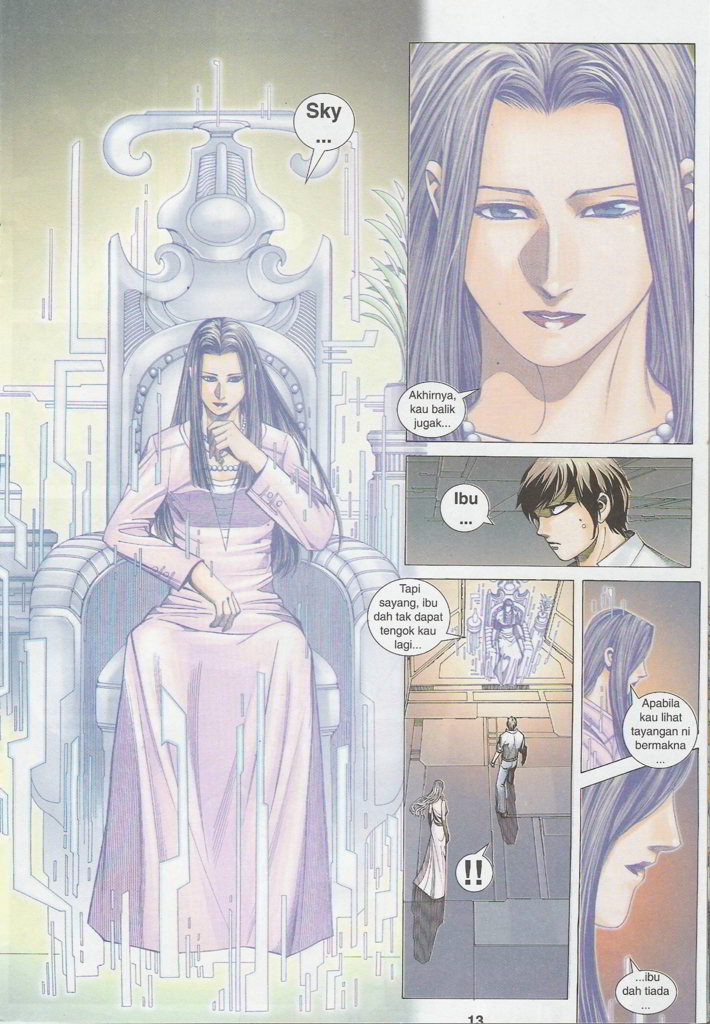 Sky
...
Akhirnya,
kau balik
jugak...
Ibu
...
Tapi
sayang, ibu
dah tak dapat
tengok kau
lagi...
!!
Apabila
kau lihat
tayangan ni
bermakna
...
...ibu
dah tiada
...
13